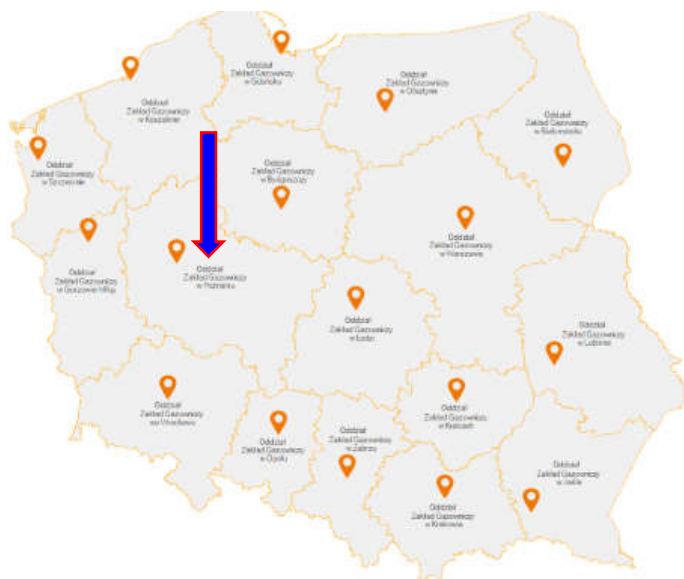 Oddział
Zakład Gazowniczy
w Gdańsku
Oddział
Zakład Gazowniczy
w Koszalinie
Oddział
Zakład Gazowniczy
w Olsztynie
Oddział
Zakład Gazowniczy
w Białymstoku
Oddział
Zakład Gazowniczy
w Szczecinie
Oddział
Zakład Gazowniczy
w Bydgoszczy
Oddział
Zakład Gazowniczy
w Warszawie
Oddział
Zakład Gazowniczy
w Gorzowie Wlkp.
Oddział
Zakład Gazowniczy
w Poznaniu
Oddział
Zakład Gazowniczy
w Łodzi
Oddział
Zakład Gazowniczy
w Lublinie
Oddział
Zakład Gazowniczy
we Wrocławiu
Oddział
Zakład Gazowniczy
w Kielcach
Oddział
Zakład Gazowniczy
w Opolu
Oddział
Zakład Gazowniczy
w Zabrzu
Oddział
Zakład Gazowniczy
w Jaśle
Oddział
Zakład Gazowniczy
w Krakowie